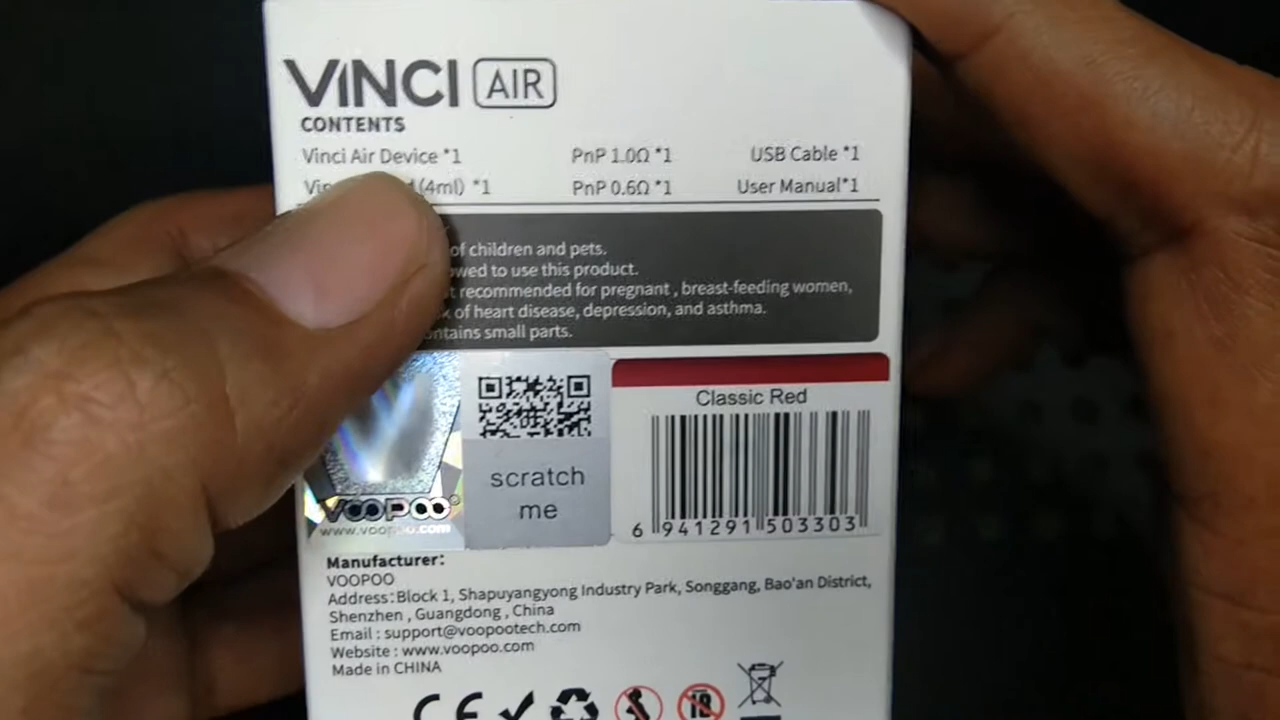 VINCI AIR
CONTENTS
Vinci Air Device *1 PnP 1.0Ω *1 USB Cable *1
(4ml) *1 PnP 0.6Ω *1 User Manual*1
of children and pets.
to use this product.
recommended for pregnant , breast-feeding women,
of heart disease, depression, and asthma.
small parts.
Classic Red
scratch
me
VOOPOO
www.voopoo.com
6 941291 503303
Manufacturer:
VOOPOO
Address: Block 1, Shapuyangyong Industry Park, Songgang, Bao'an District,
Shenzhen , Guangdong , China
Email : support@voopootech.com
Website : www.voopoo.com
Made in CHINA
CE 18